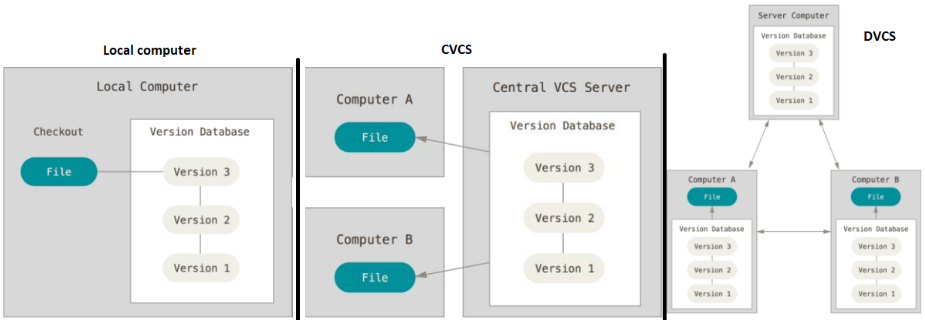 Local computer
Local Computer
Checkout
File
Version Database
Version 3
Version 2
Version 1
CVCS
Computer A
File
Computer B
File
Central VCS Server
Version Database
Version 3
Version 2
Version 1
DVCS
Server Computer
Version Database
Version 3
Version 2
Version 1
Computer A
File
Version Database
Version 3
Version 2
Version 1
Computer B
File
Version Database
Version 3
Version 2
Version 1